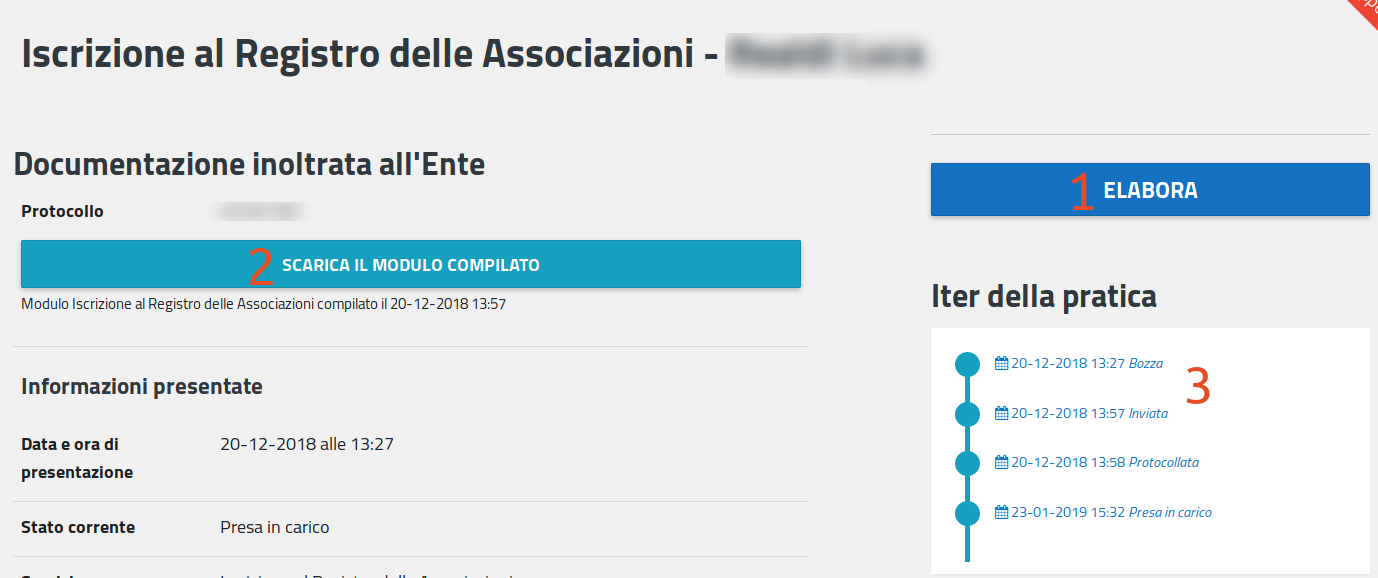 Iscrizione al Registro delle Associazioni -
Documentazione inoltrata all'Ente
Protocollo
2 SCARICA IL MODULO COMPILATO
Modulo Iscrizione al Registro delle Associazioni compilato il 20-12-2018 13:57
Informazioni presentate
Data e ora di
presentazione
20-12-2018 alle 13:27
Stato corrente
Presa in carico
1 ELABORA
Iter della pratica
20-12-2018 13:27 Bozza
3
20-12-2018 13:57 Inviata
20-12-2018 13:58 Protocollata
23-01-2019 15:32 Presa in carico